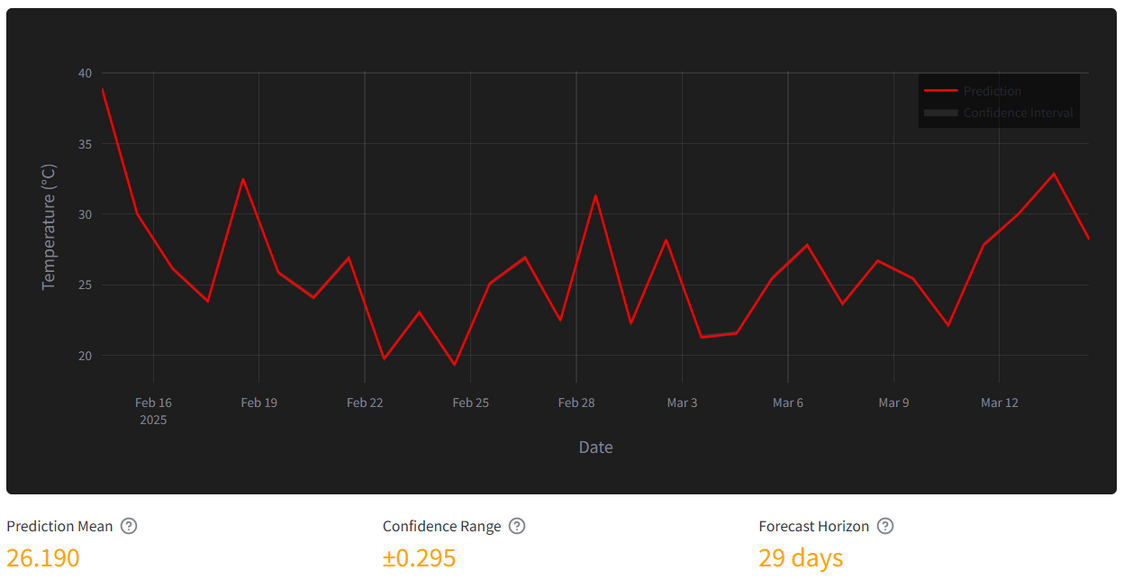 40
35
30
25
20
Temperature (°C)
Prediction
Confidence Interval
Feb 16
2025
Feb 19
Feb 22
Feb 25
Feb 28
Mar 3
Mar 6
Mar 9
Mar 12
Date
Prediction Mean ?
26.190
Confidence Range ?
±0.295
Forecast Horizon ?
29 days